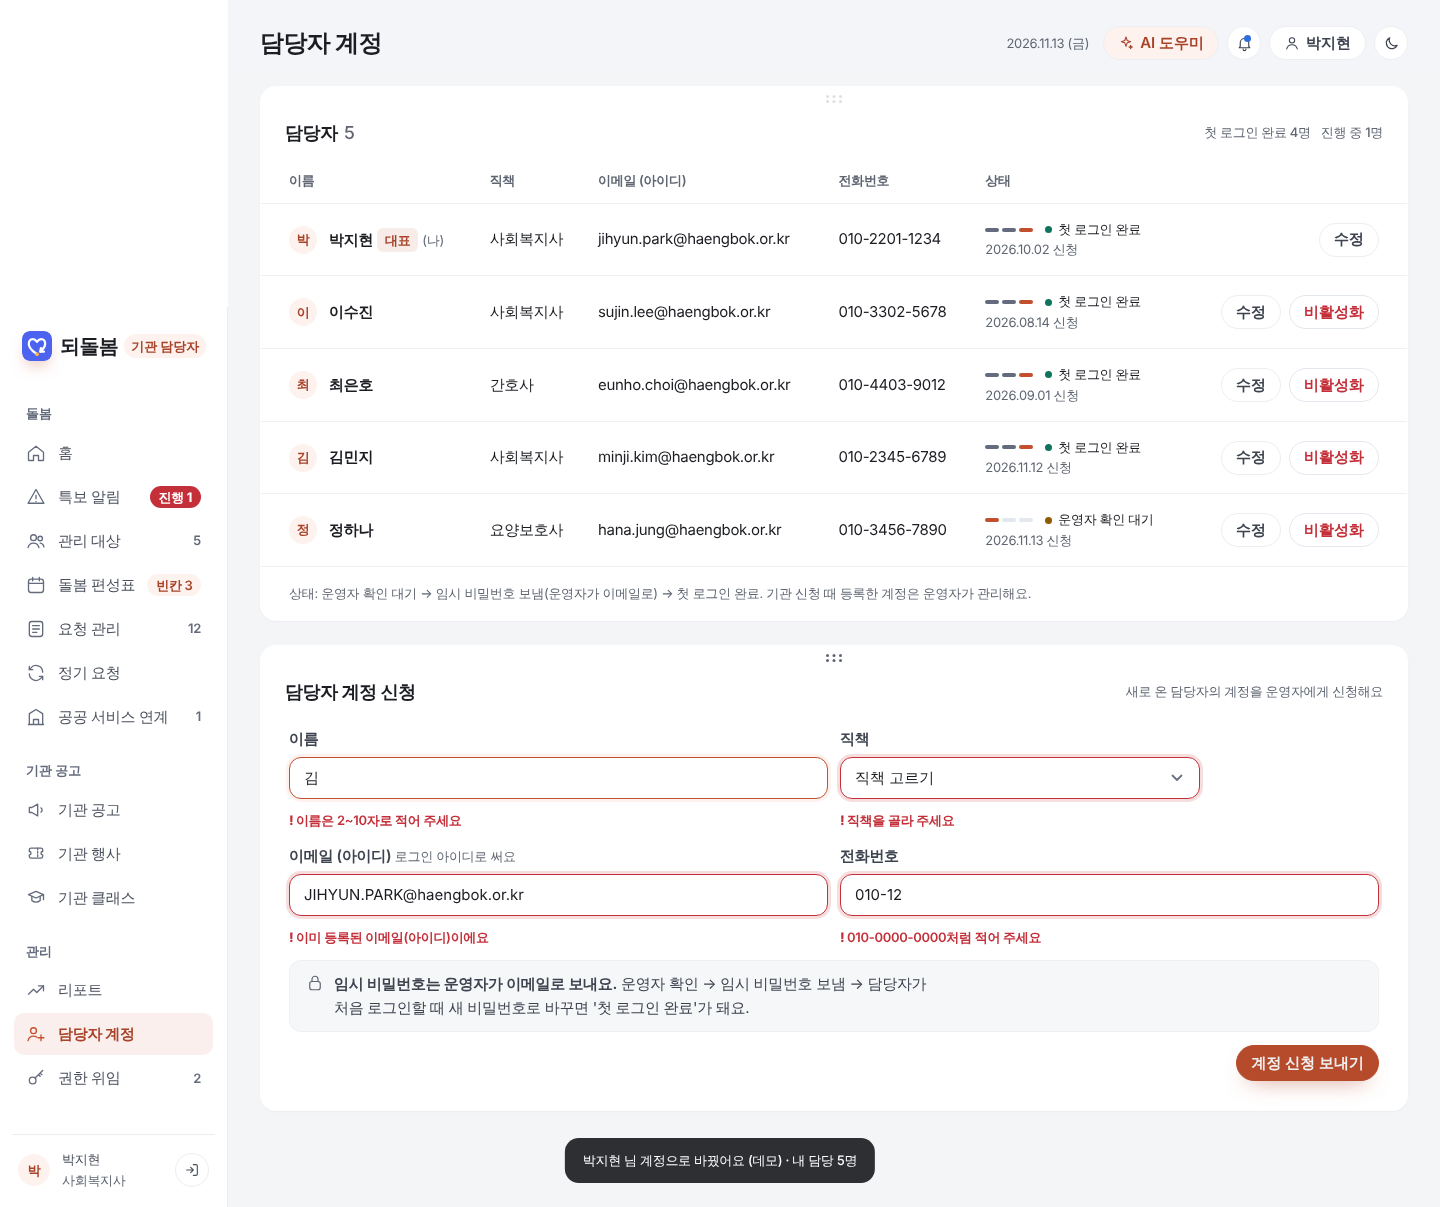 담당자 계정
2026.11.13 (금)
AI 도우미
박지현
담당자 5
첫 로그인 완료 4명 진행 중 1명
이름 직책 이메일 (아이디) 전화번호 상태
박 박지현 대표 (나) 사회복지사 jihyun.park@haengbok.or.kr 010-2201-1234 첫 로그인 완료 수정
2026.10.02 신청
이 이수진 사회복지사 sujin.lee@haengbok.or.kr 010-3302-5678 첫 로그인 완료 수정 비활성화
2026.08.14 신청
최 최은호 간호사 eunho.choi@haengbok.or.kr 010-4403-9012 첫 로그인 완료 수정 비활성화
2026.09.01 신청
김 김민지 사회복지사 minji.kim@haengbok.or.kr 010-2345-6789 첫 로그인 완료 수정 비활성화
2026.11.12 신청
정 정하나 요양보호사 hana.jung@haengbok.or.kr 010-3456-7890 운영자 확인 대기 수정 비활성화
2026.11.13 신청
상태: 운영자 확인 대기 → 임시 비밀번호 보냄(운영자가 이메일로) → 첫 로그인 완료. 기관 신청 때 등록한 계정은 운영자가 관리해요.
되돌봄 기관 담당자
돌봄
홈
특보 알림 진행 1
관리 대상 5
돌봄 편성표 빈칸 3
요청 관리 12
정기 요청
공공 서비스 연계 1
기관 공고
기관 공고
기관 행사
기관 클래스
관리
리포트
담당자 계정
권한 위임 2
박 박지현
사회복지사
담당자 계정 신청
새로 온 담당자의 계정을 운영자에게 신청해요
이름 직책
김 직책 고르기
! 이름은 2~10자로 적어 주세요 ! 직책을 골라 주세요
이메일 (아이디) 로그인 아이디로 써요 전화번호
JIHYUN.PARK@haengbok.or.kr 010-12
! 이미 등록된 이메일(아이디)이에요 ! 010-0000-0000처럼 적어 주세요
임시 비밀번호는 운영자가 이메일로 보내요. 운영자 확인 → 임시 비밀번호 보냄 → 담당자가
처음 로그인할 때 새 비밀번호로 바꾸면 '첫 로그인 완료'가 돼요.
계정 신청 보내기
박지현 님 계정으로 바꿨어요 (데모) · 내 담당 5명